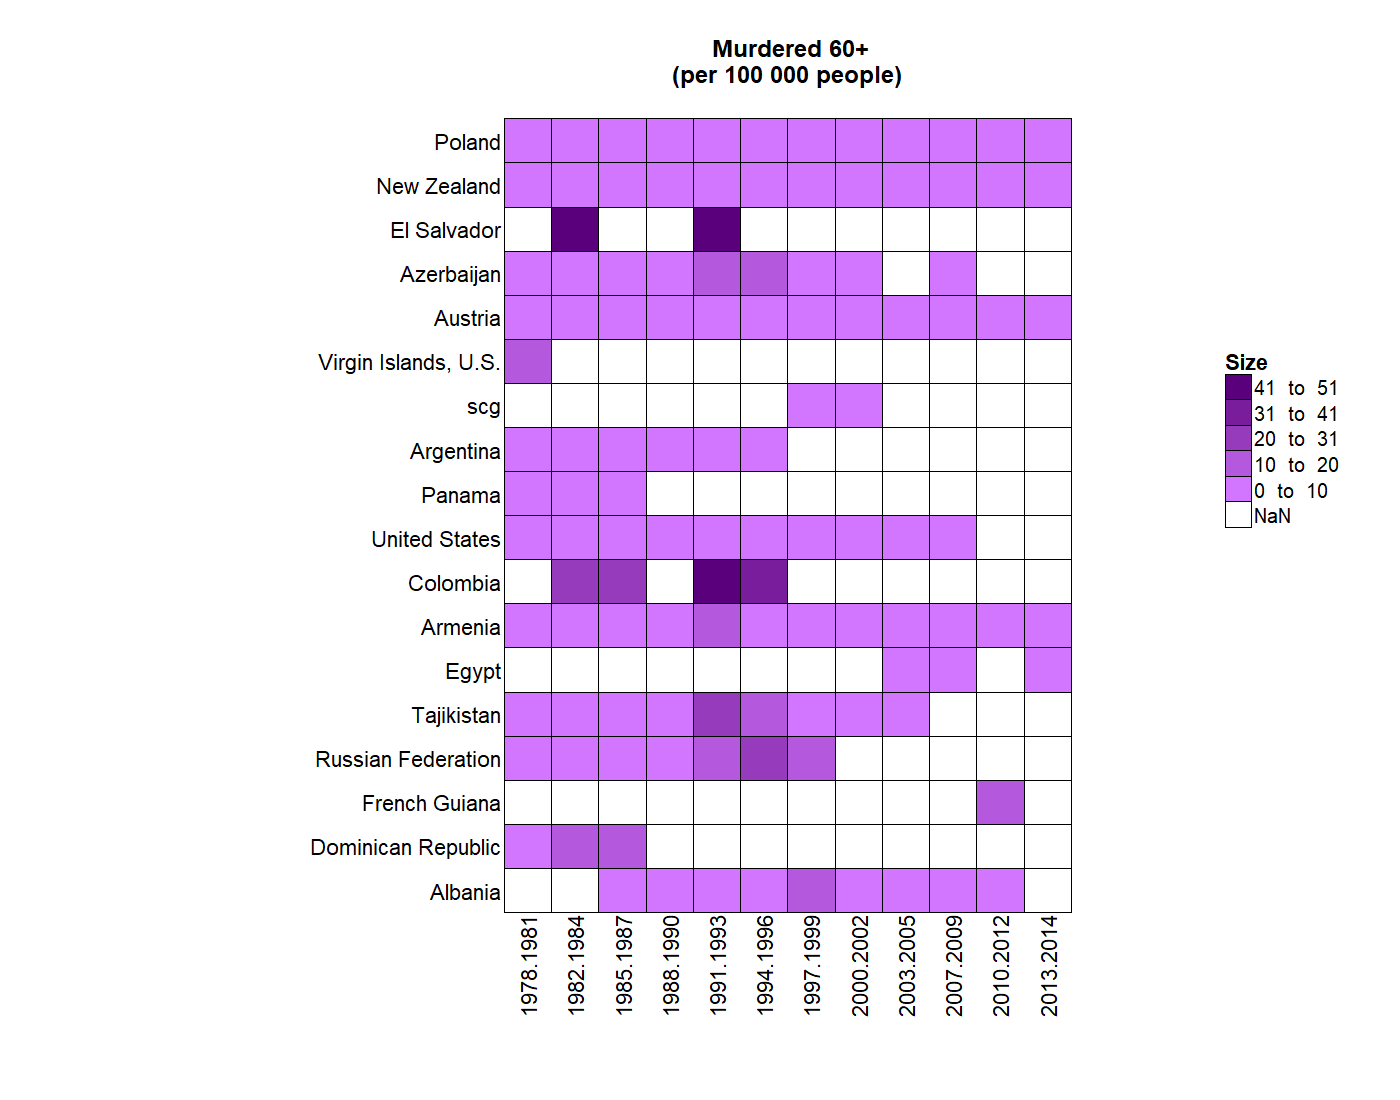 Murdered 60+
(per 100 000 people)
Poland
New Zealand
El Salvador
Azerbaijan
Austria
Virgin Islands, U.S.
scg
Argentina
Panama
United States
Colombia
Armenia
Egypt
Tajikistan
Russian Federation
French Guiana
Dominican Republic
Albania
1978.1981
1982.1984
1985.1987
1988.1990
1991.1993
1994.1996
1997.1999
2000.2002
2003.2005
2007.2009
2010.2012
2013.2014
Size
41 to 51
31 to 41
20 to 31
10 to 20
0 to 10
NaN